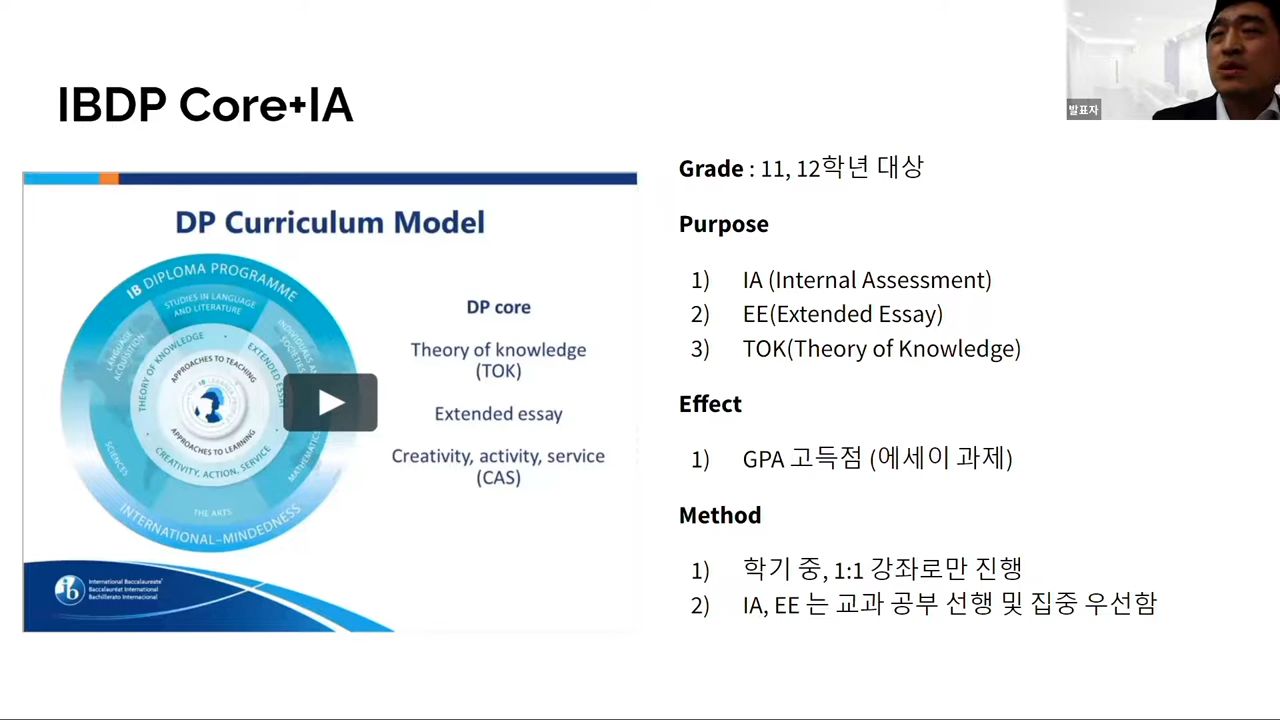 IBDP Core+IA
발표자
DP Curriculum Model
IB DIPLOMA PROGRAMME
STUDIES IN LANGUAGE
AND LITERATURE
LANGUAGE
ACQUISITION
INDIVIDUALS AND
SOCIETIES
THEORY OF KNOWLEDGE
EXTENDED ESSAY
APPROACHES TO TEACHING
APPROACHES TO LEARNING
CREATIVITY, ACTION, SERVICE
SCIENCES
MATHEMATICS
THE ARTS
INTERNATIONAL-MINDEDNESS
DP core
Theory of knowledge
(TOK)
Extended essay
Creativity, activity, service
(CAS)
International Baccalaureate
Baccalauréat International
Bachillerato Internacional
Grade : 11, 12학년 대상
Purpose
1) IA (Internal Assessment)
2) EE(Extended Essay)
3) TOK(Theory of Knowledge)
Effect
1) GPA 고득점 (에세이 과제)
Method
1) 학기 중, 1:1 강좌로만 진행
2) IA, EE 는 교과 공부 선행 및 집중 우선함